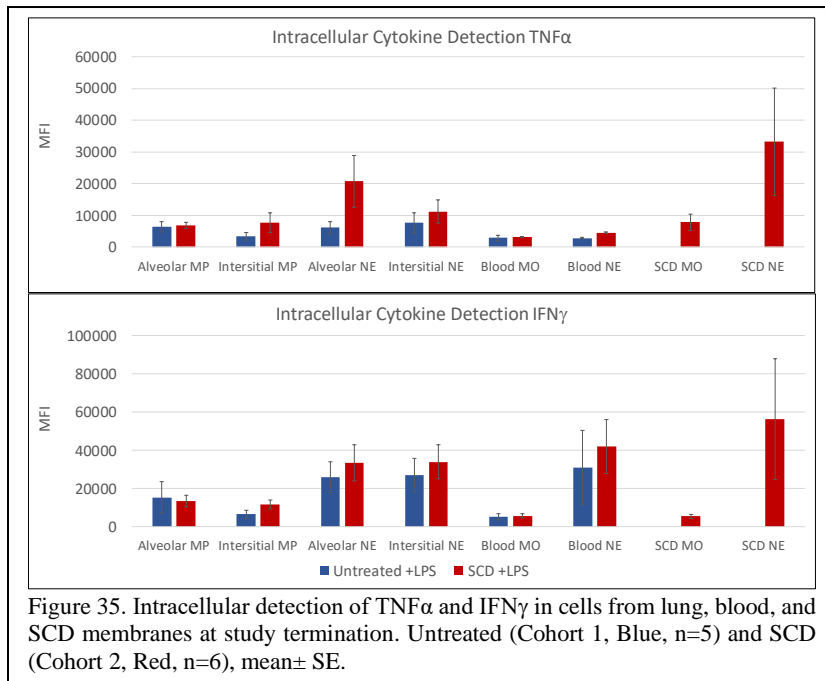 Intracellular Cytokine Detection TNFα
60000
50000
40000
30000
20000
10000
0
MFI
Alveolar MP Intersitial MP Alveolar NE Intersitial NE Blood MO Blood NE SCD MO SCD NE
Intracellular Cytokine Detection IFNγ
100000
80000
60000
40000
20000
0
MFI
Alveolar MP Intersitial MP Alveolar NE Intersitial NE Blood MO Blood NE SCD MO SCD NE
Untreated +LPS SCD +LPS
Figure 35. Intracellular detection of TNFα and IFNγ in cells from lung, blood, and
SCD membranes at study termination. Untreated (Cohort 1, Blue, n=5) and SCD
(Cohort 2, Red, n=6), mean± SE.